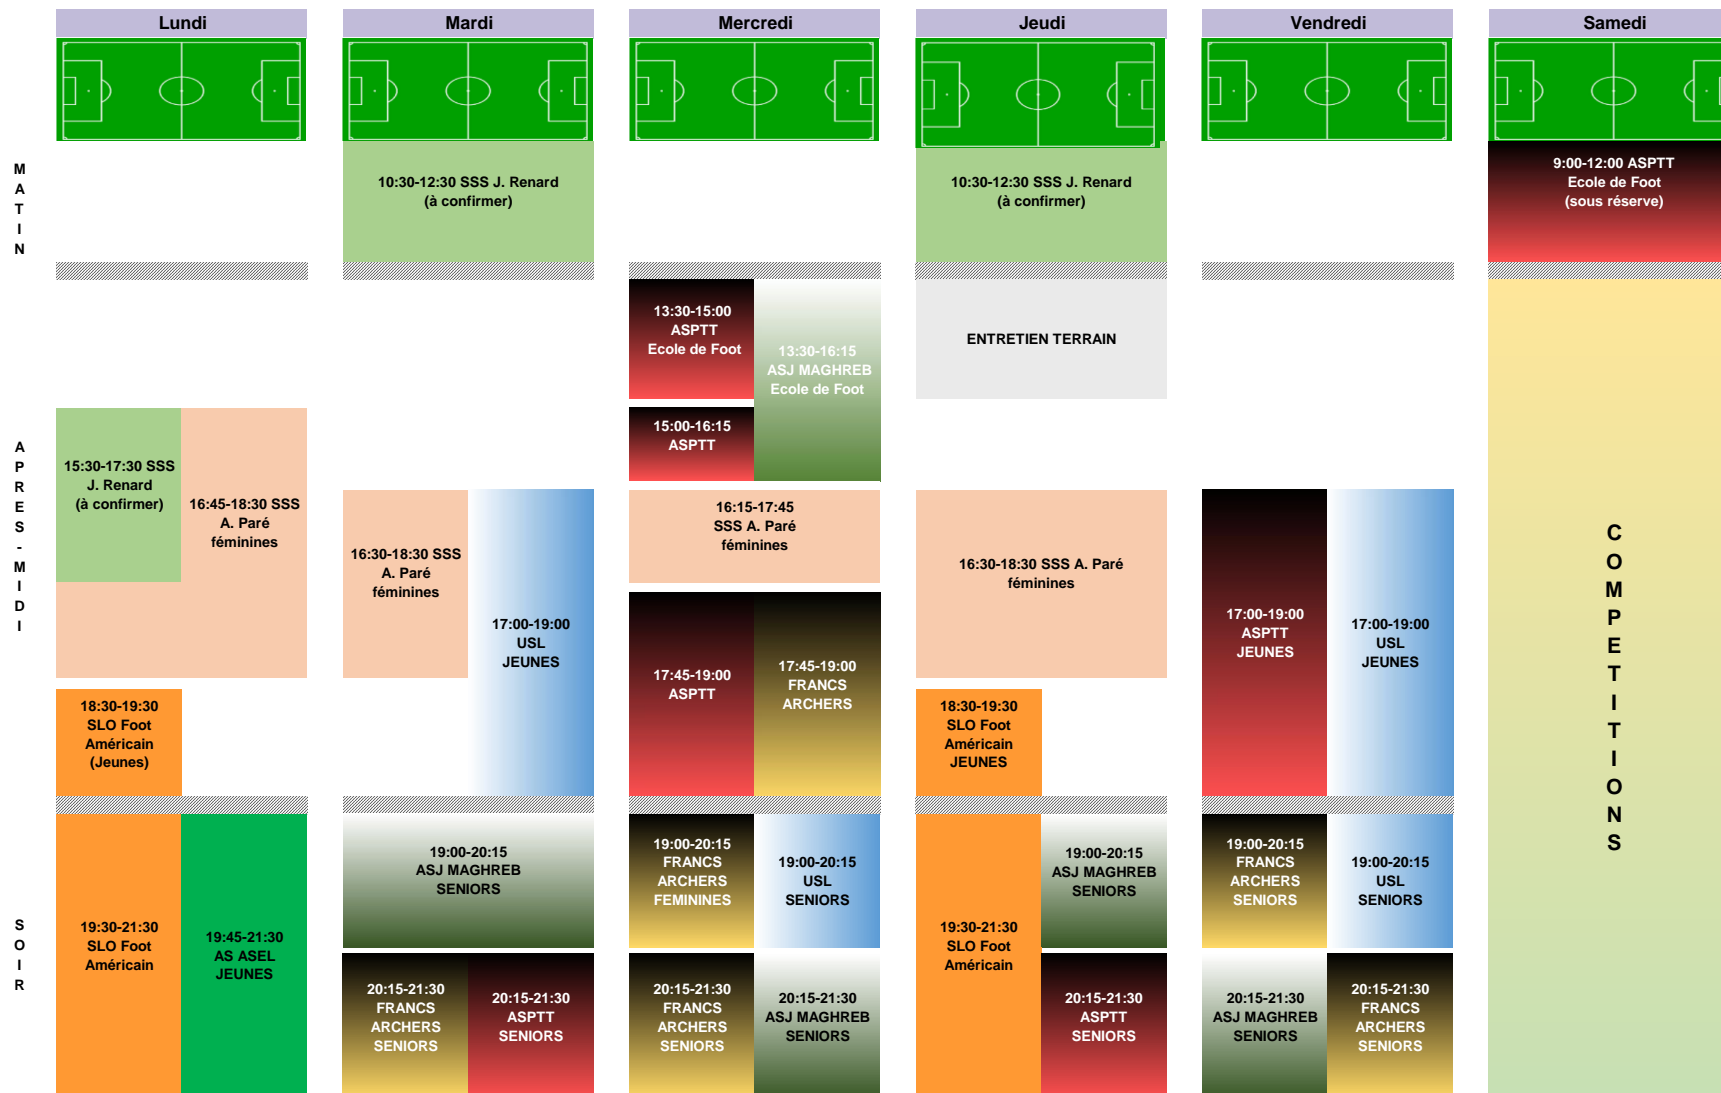 Lundi
Mardi
Mercredi
Jeudi
Vendredi
Samedi
M
A
T
I
N
10:30-12:30 SSS J. Renard
(à confirmer)
10:30-12:30 SSS J. Renard
(à confirmer)
9:00-12:00 ASPTT
Ecole de Foot
(sous réserve)
A
P
R
E
S
-
M
I
D
I
15:30-17:30 SSS
J. Renard
(à confirmer)
16:45-18:30 SSS
A. Paré
féminines
18:30-19:30
SLO Foot
Américain
(Jeunes)
16:30-18:30 SSS
A. Paré
féminines
17:00-19:00
USL
JEUNES
13:30-15:00
ASPTT
Ecole de Foot
13:30-16:15
ASJ MAGHREB
Ecole de Foot
15:00-16:15
ASPTT
16:15-17:45
SSS A. Paré
féminines
17:45-19:00
ASPTT
17:45-19:00
FRANCS
ARCHERS
ENTRETIEN TERRAIN
16:30-18:30 SSS A. Paré
féminines
18:30-19:30
SLO Foot
Américain
JEUNES
17:00-19:00
ASPTT
JEUNES
17:00-19:00
USL
JEUNES
C
O
M
P
E
T
I
T
I
O
N
S
S
O
I
R
19:30-21:30
SLO Foot
Américain
19:45-21:30
AS ASEL
JEUNES
19:00-20:15
ASJ MAGHREB
SENIORS
20:15-21:30
FRANCS
ARCHERS
SENIORS
20:15-21:30
ASPTT
SENIORS
19:00-20:15
FRANCS
ARCHERS
FEMININES
19:00-20:15
USL
SENIORS
20:15-21:30
FRANCS
ARCHERS
SENIORS
20:15-21:30
ASJ MAGHREB
SENIORS
19:30-21:30
SLO Foot
Américain
19:00-20:15
ASJ MAGHREB
SENIORS
20:15-21:30
ASPTT
SENIORS
19:00-20:15
FRANCS
ARCHERS
SENIORS
19:00-20:15
USL
SENIORS
20:15-21:30
ASJ MAGHREB
SENIORS
20:15-21:30
FRANCS
ARCHERS
SENIORS